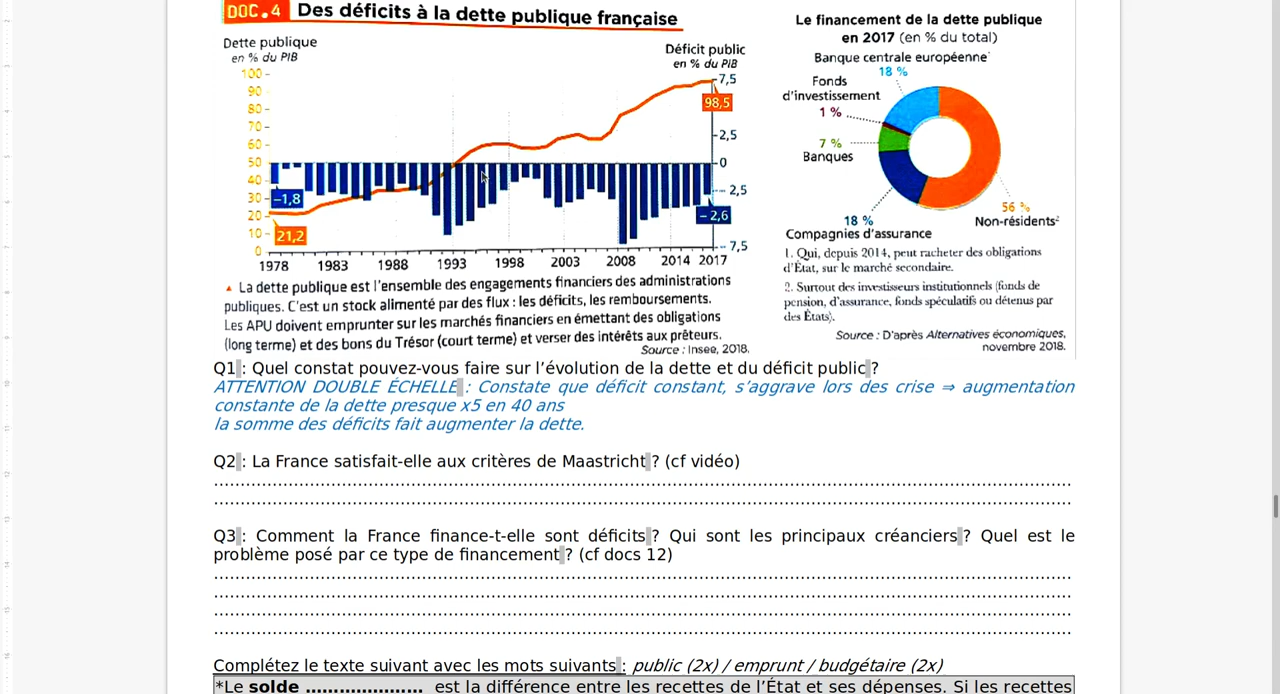 DOC.4 Des déficits à la dette publique française
Dette publique
en % du PIB
Déficit public
en % du PIB
100
90
80
70
60
50
40
30
20
10
0
7,5
2,5
0
2,5
7,5
98,5
–1,8
21,2
– 2,6
1978 1983 1988 1993 1998 2003 2008 2014 2017
La dette publique est l'ensemble des engagements financiers des administrations
publiques. C'est un stock alimenté par des flux : les déficits, les remboursements.
Les APU doivent emprunter sur les marchés financiers en émettant des obligations
(long terme) et des bons du Trésor (court terme) et verser des intérêts aux prêteurs.
Source : Insee, 2018.
Le financement de la dette publique
en 2017 (en % du total)
Banque centrale européenne¹
18 %
Fonds
d'investissement
1 %
7 %
Banques
18 %
Compagnies d'assurance
56 %
Non-résidents²
1. Qui, depuis 2014, peut racheter des obligations
d'État, sur le marché secondaire.
2. Surtout des investisseurs institutionnels (fonds de
pension, d'assurance, fonds spéculatifs ou détenus par
des États).
Source : D'après Alternatives économiques,
novembre 2018.
Q1 : Quel constat pouvez-vous faire sur l'évolution de la dette et du déficit public ?
ATTENTION DOUBLE ÉCHELLE : Constate que déficit constant, s'aggrave lors des crise ⇒ augmentation
constante de la dette presque x5 en 40 ans
la somme des déficits fait augmenter la dette.
Q2 : La France satisfait-elle aux critères de Maastricht ? (cf vidéo)
Q3 : Comment la France finance-t-elle sont déficits ? Qui sont les principaux créanciers ? Quel est le
problème posé par ce type de financement ? (cf docs 12)
Complétez le texte suivant avec les mots suivants : public (2x) / emprunt / budgétaire (2x)
*Le solde ..................... est la différence entre les recettes de l'État et ses dépenses. Si les recettes